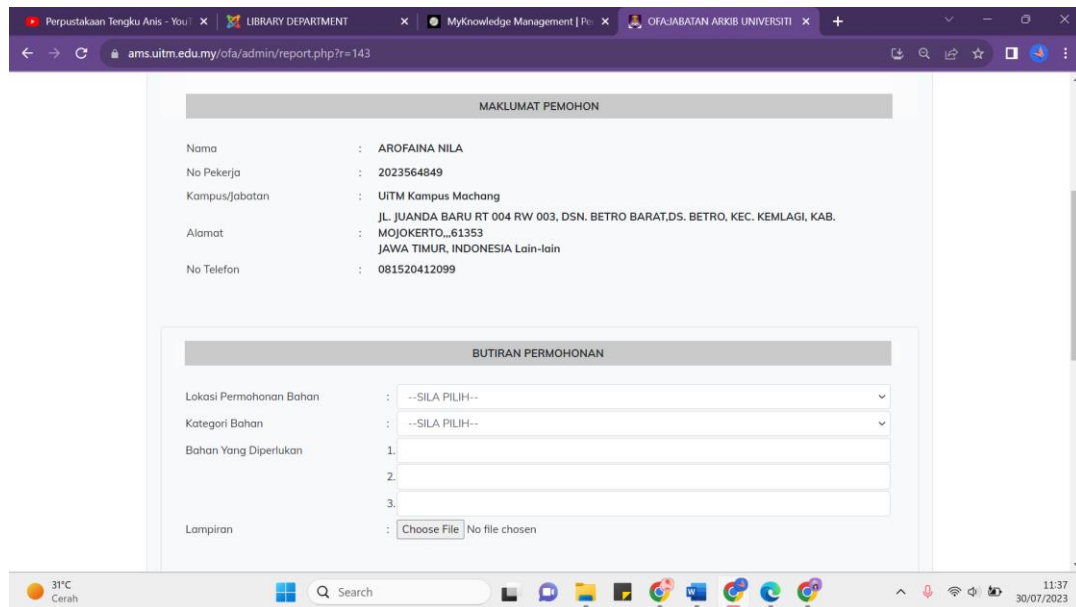 Perpustakaan Tengku Anis - YouT
LIBRARY DEPARTMENT
MyKnowledge Management | Pe
OFA:JABATAN ARKIB UNIVERSITI
ams.uitm.edu.my/ofa/admin/report.php?r=143
MAKLUMAT PEMOHON
Nama : AROFAINA NILA
No Pekerja : 2023564849
Kampus/Jabatan : UiTM Kampus Machang
Alamat : JL. JUANDA BARU RT 004 RW 003, DSN. BETRO BARAT,DS. BETRO, KEC. KEMLAGI, KAB.
MOJOKERTO,,,61353
JAWA TIMUR, INDONESIA Lain-lain
No Telefon : 081520412099
BUTIRAN PERMOHONAN
Lokasi Permohonan Bahan : --SILA PILIH--
Kategori Bahan : --SILA PILIH--
Bahan Yang Diperlukan 1.
2.
3.
Lampiran : Choose File No file chosen
31°C
Cerah
Search
11:37
30/07/2023